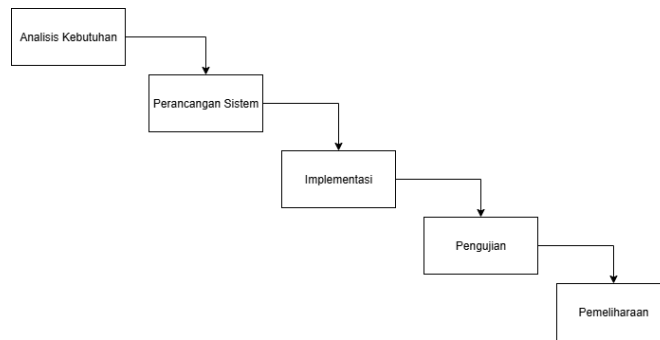 Analisis Kebutuhan
Perancangan Sistem
Implementasi
Pengujian
Pemeliharaan